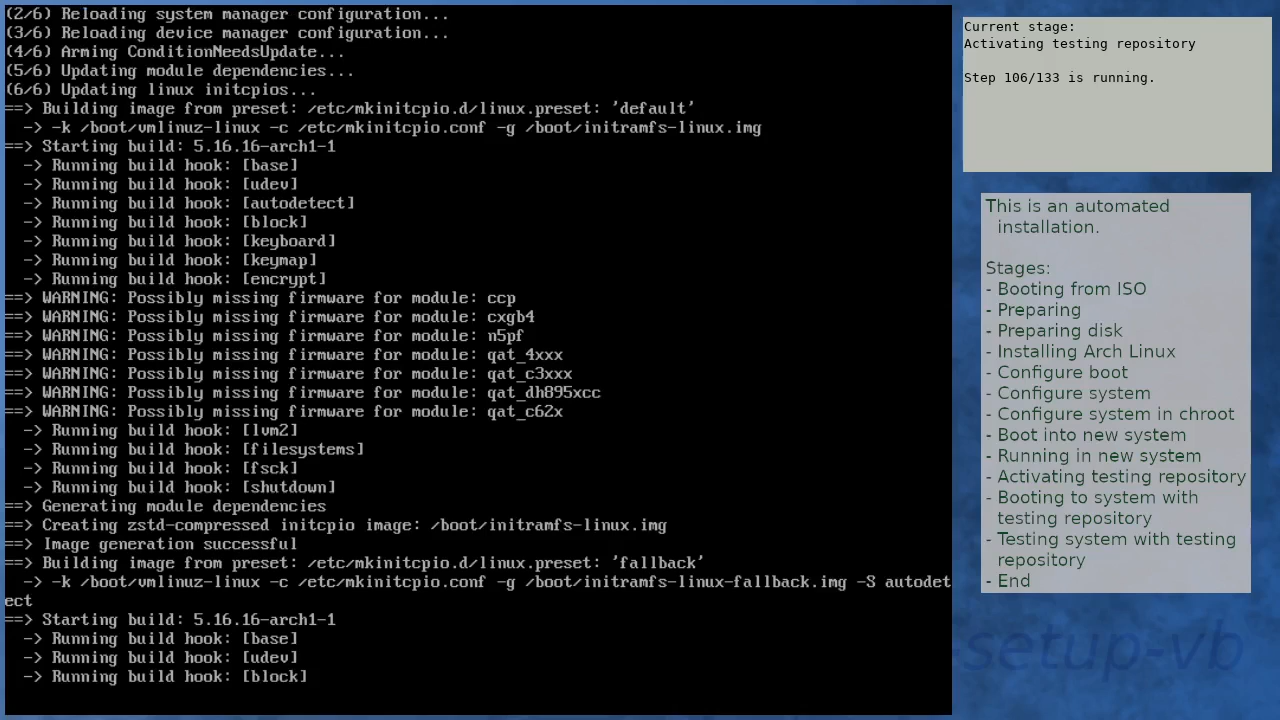 (2/6) Reloading system manager configuration...
(3/6) Reloading device manager configuration...
(4/6) Arming ConditionNeedsUpdate...
(5/6) Updating module dependencies...
(6/6) Updating linux initcpios...
==> Building image from preset: /etc/mkinitcpio.d/linux.preset: 'default'
  -> -k /boot/vmlinuz-linux -c /etc/mkinitcpio.conf -g /boot/initramfs-linux.img
==> Starting build: 5.16.16-arch1-1
  -> Running build hook: [base]
  -> Running build hook: [udev]
  -> Running build hook: [autodetect]
  -> Running build hook: [block]
  -> Running build hook: [keyboard]
  -> Running build hook: [keymap]
  -> Running build hook: [encrypt]
==> WARNING: Possibly missing firmware for module: ccp
==> WARNING: Possibly missing firmware for module: cxgb4
==> WARNING: Possibly missing firmware for module: n5pf
==> WARNING: Possibly missing firmware for module: qat_4xxx
==> WARNING: Possibly missing firmware for module: qat_c3xxx
==> WARNING: Possibly missing firmware for module: qat_dh895xcc
==> WARNING: Possibly missing firmware for module: qat_c62x
  -> Running build hook: [lvm2]
  -> Running build hook: [filesystems]
  -> Running build hook: [fsck]
  -> Running build hook: [shutdown]
==> Generating module dependencies
==> Creating zstd-compressed initcpio image: /boot/initramfs-linux.img
==> Image generation successful
==> Building image from preset: /etc/mkinitcpio.d/linux.preset: 'fallback'
  -> -k /boot/vmlinuz-linux -c /etc/mkinitcpio.conf -g /boot/initramfs-linux-fallback.img -S autodet
ect
==> Starting build: 5.16.16-arch1-1
  -> Running build hook: [base]
  -> Running build hook: [udev]
  -> Running build hook: [block]
Current stage:
Activating testing repository
Step 106/133 is running.
This is an automated
installation.
Stages:
- Booting from ISO
- Preparing
- Preparing disk
- Installing Arch Linux
- Configure boot
- Configure system
- Configure system in chroot
- Boot into new system
- Running in new system
- Activating testing repository
- Booting to system with
testing repository
- Testing system with testing
repository
- End
-setup-vb